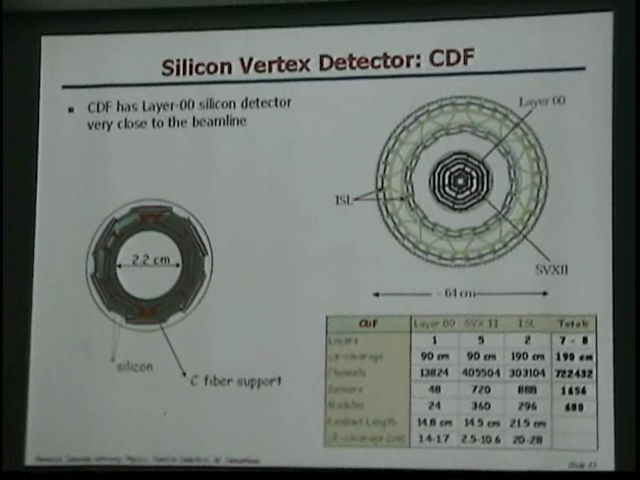 Silicon Vertex Detector: CDF
CDF has Layer-00 silicon detector
very close to the beamline
Layer 00
ISL
SVXII
64 cm
2.2 cm
silicon
C fiber support
CDF Layer 00 SVX II ISL Totals
Layers 1 5 2 7 - 8
90 cm 90 cm 190 cm 190 cm
Channels 13824 405504 303104 722432
Sensors 48 720 888 1656
Modules 24 360 296 680
Readout Length 14.8 cm 14.5 cm 21.5 cm
1.4-17 2.5-10.6 20-28